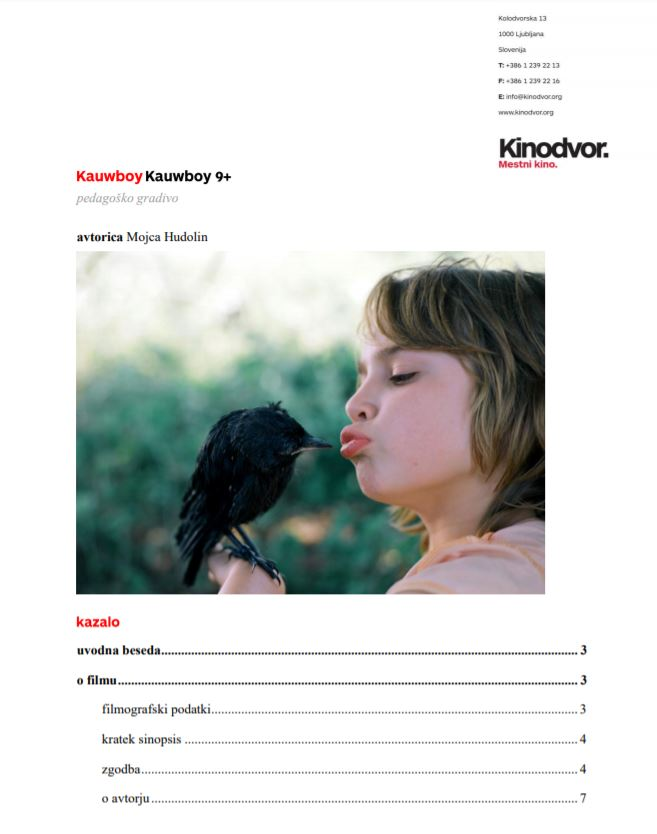 Kolodvorska 13
1000 Ljubljana
Slovenija
T: +386 1 239 22 13
F: +386 1 239 22 16
E: info@kinodvor.org
www.kinodvor.org
Kinodvor.
Mestni kino.
Kauwboy Kauwboy 9+
pedagoško gradivo
avtorica Mojca Hudolin
kazalo
uvodna beseda.......................................................... 3
o filmu.......................................................... 3
filmografski podatki.......................................................... 3
kratek sinopsis .......................................................... 4
zgodba.......................................................... 4
o avtorju.......................................................... 7